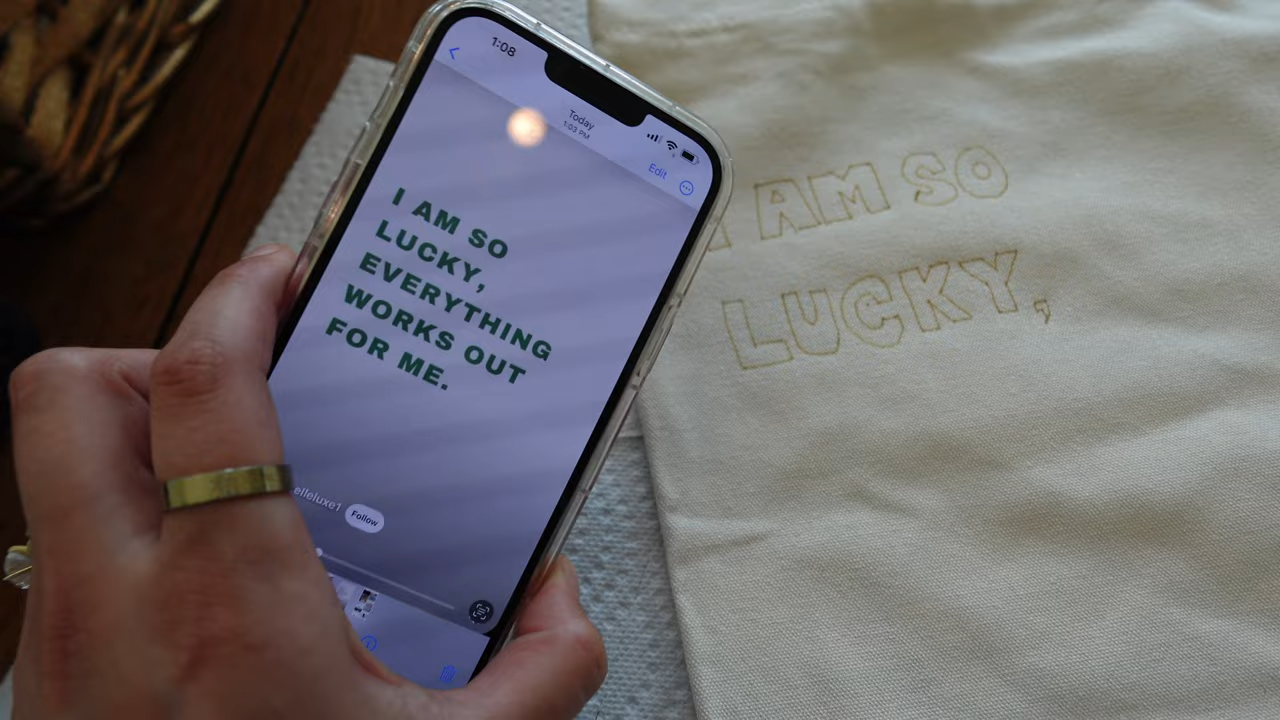 1:08
Today
1:03 PM
Edit
I AM SO
LUCKY,
EVERYTHING
WORKS OUT
FOR ME.
elleluxe1
Follow
I AM SO
LUCKY,